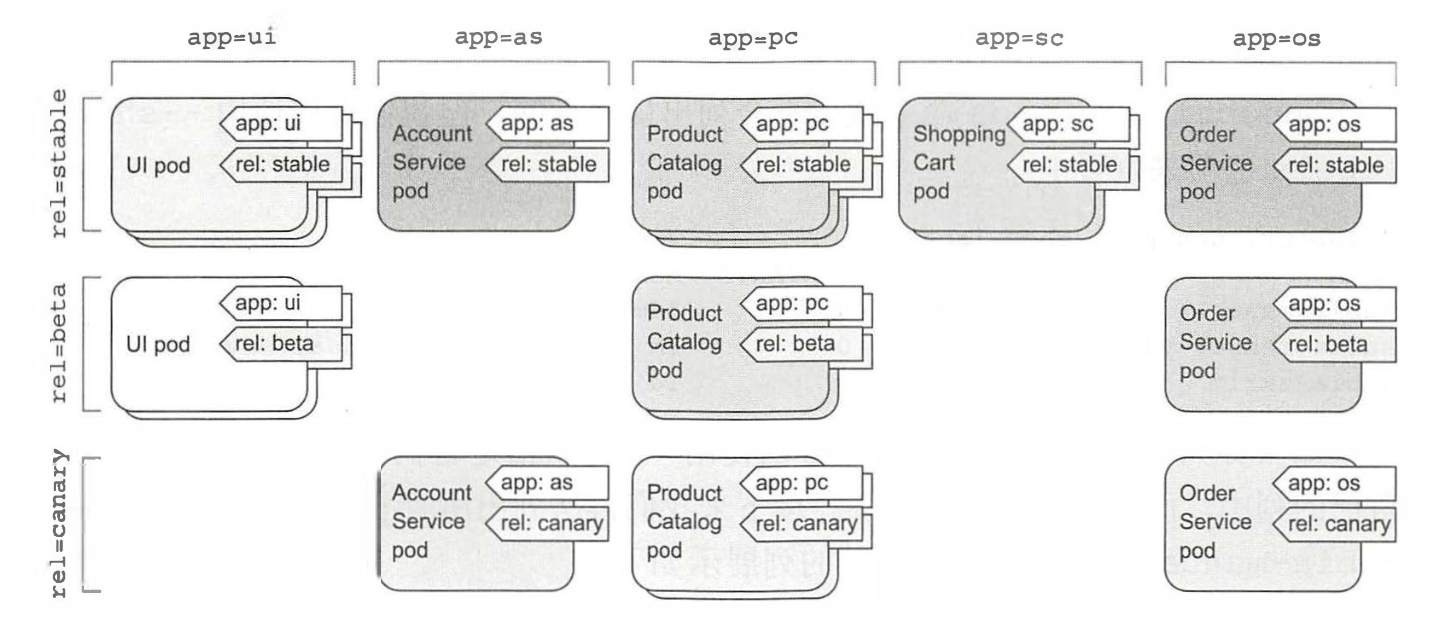 app=ui app=as app=pc app=sc app=os
rel=stable
UI pod
app: ui
rel: stable
Account
Service
pod
app: as
rel: stable
Product
Catalog
pod
app: pc
rel: stable
Shopping
Cart
pod
app: sc
rel: stable
Order
Service
pod
app: os
rel: stable
rel=beta
UI pod
app: ui
rel: beta
Product
Catalog
pod
app: pc
rel: beta
Order
Service
pod
app: os
rel: beta
rel=canary
Account
Service
pod
app: as
rel: canary
Product
Catalog
pod
app: pc
rel: canary
Order
Service
pod
app: os
rel: canary